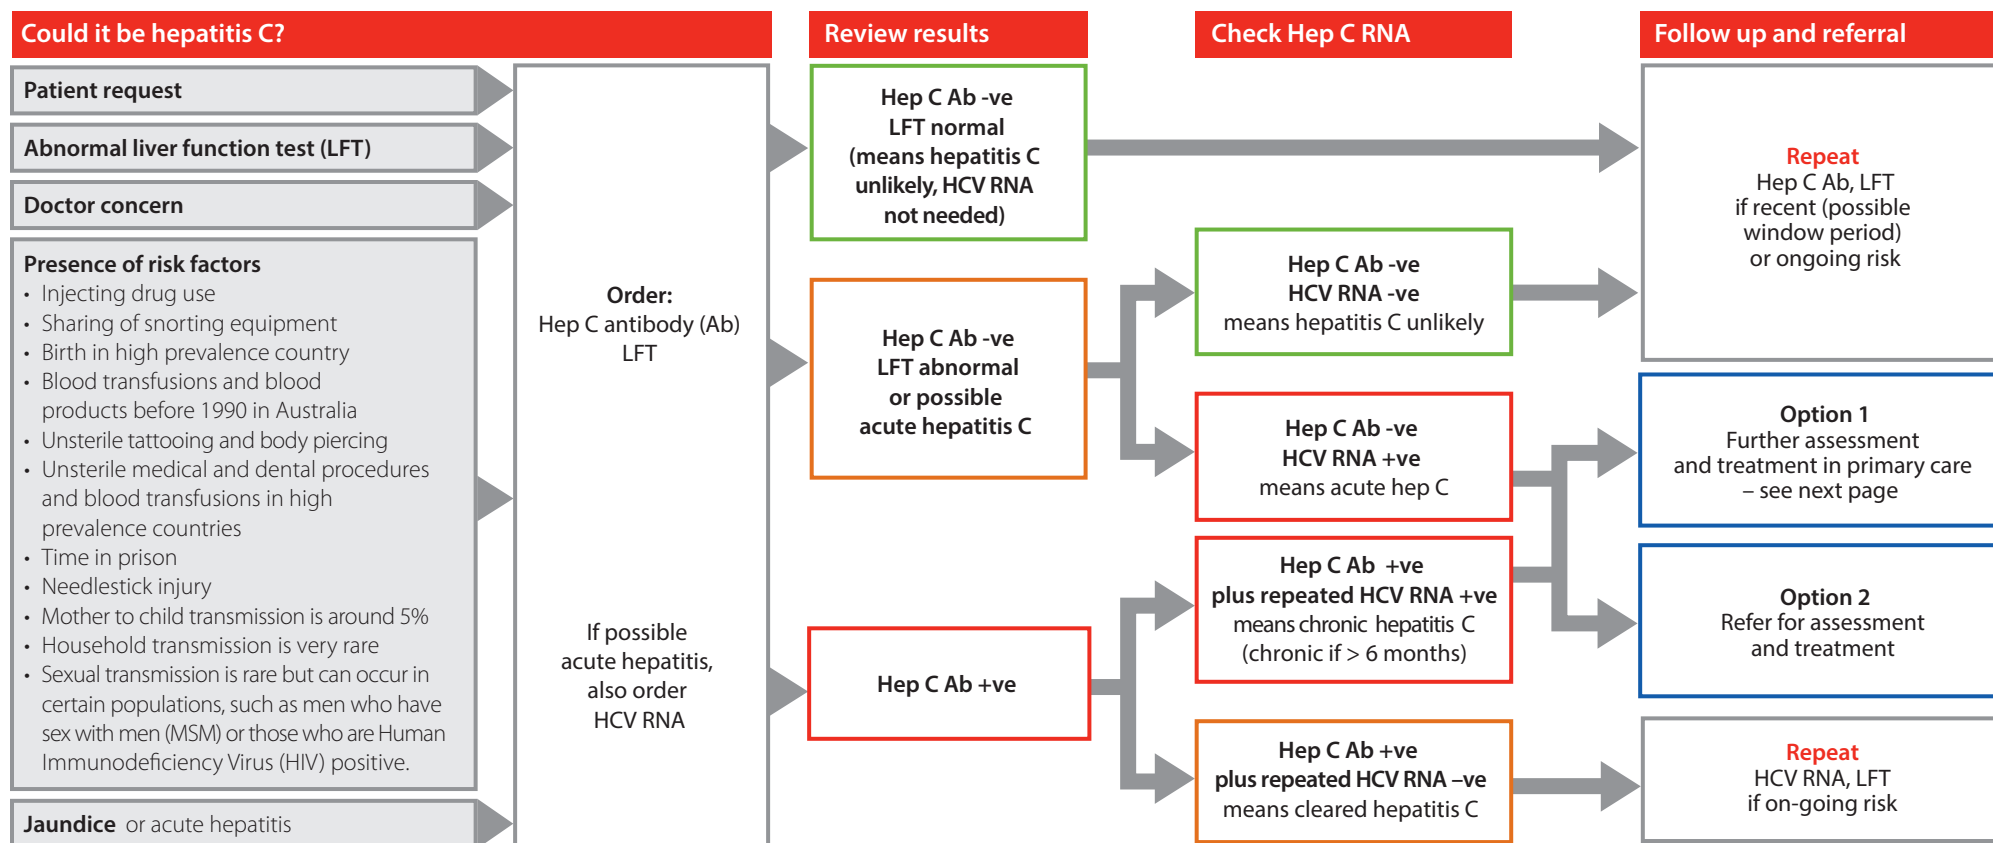 Could it be hepatitis C?
Patient request
Abnormal liver function test (LFT)
Doctor concern
Presence of risk factors
• Injecting drug use
• Sharing of snorting equipment
• Birth in high prevalence country
• Blood transfusions and blood
products before 1990 in Australia
• Unsterile tattooing and body piercing
• Unsterile medical and dental procedures
and blood transfusions in high
prevalence countries
• Time in prison
• Needlestick injury
• Mother to child transmission is around 5%
• Household transmission is very rare
• Sexual transmission is rare but can occur in
certain populations, such as men who have
sex with men (MSM) or those who are Human
Immunodeficiency Virus (HIV) positive.
Jaundice or acute hepatitis
Order:
Hep C antibody (Ab)
LFT
If possible
acute hepatitis,
also order
HCV RNA
Review results
Hep C Ab -ve
LFT normal
(means hepatitis C
unlikely, HCV RNA
not needed)
Hep C Ab -ve
LFT abnormal
or possible
acute hepatitis C
Hep C Ab +ve
Check Hep C RNA
Hep C Ab -ve
HCV RNA -ve
means hepatitis C unlikely
Hep C Ab -ve
HCV RNA +ve
means acute hep C
Hep C Ab +ve
plus repeated HCV RNA +ve
means chronic hepatitis C
(chronic if > 6 months)
Hep C Ab +ve
plus repeated HCV RNA –ve
means cleared hepatitis C
Follow up and referral
Repeat
Hep C Ab, LFT
if recent (possible
window period)
or ongoing risk
Option 1
Further assessment
and treatment in primary care
– see next page
Option 2
Refer for assessment
and treatment
Repeat
HCV RNA, LFT
if on-going risk